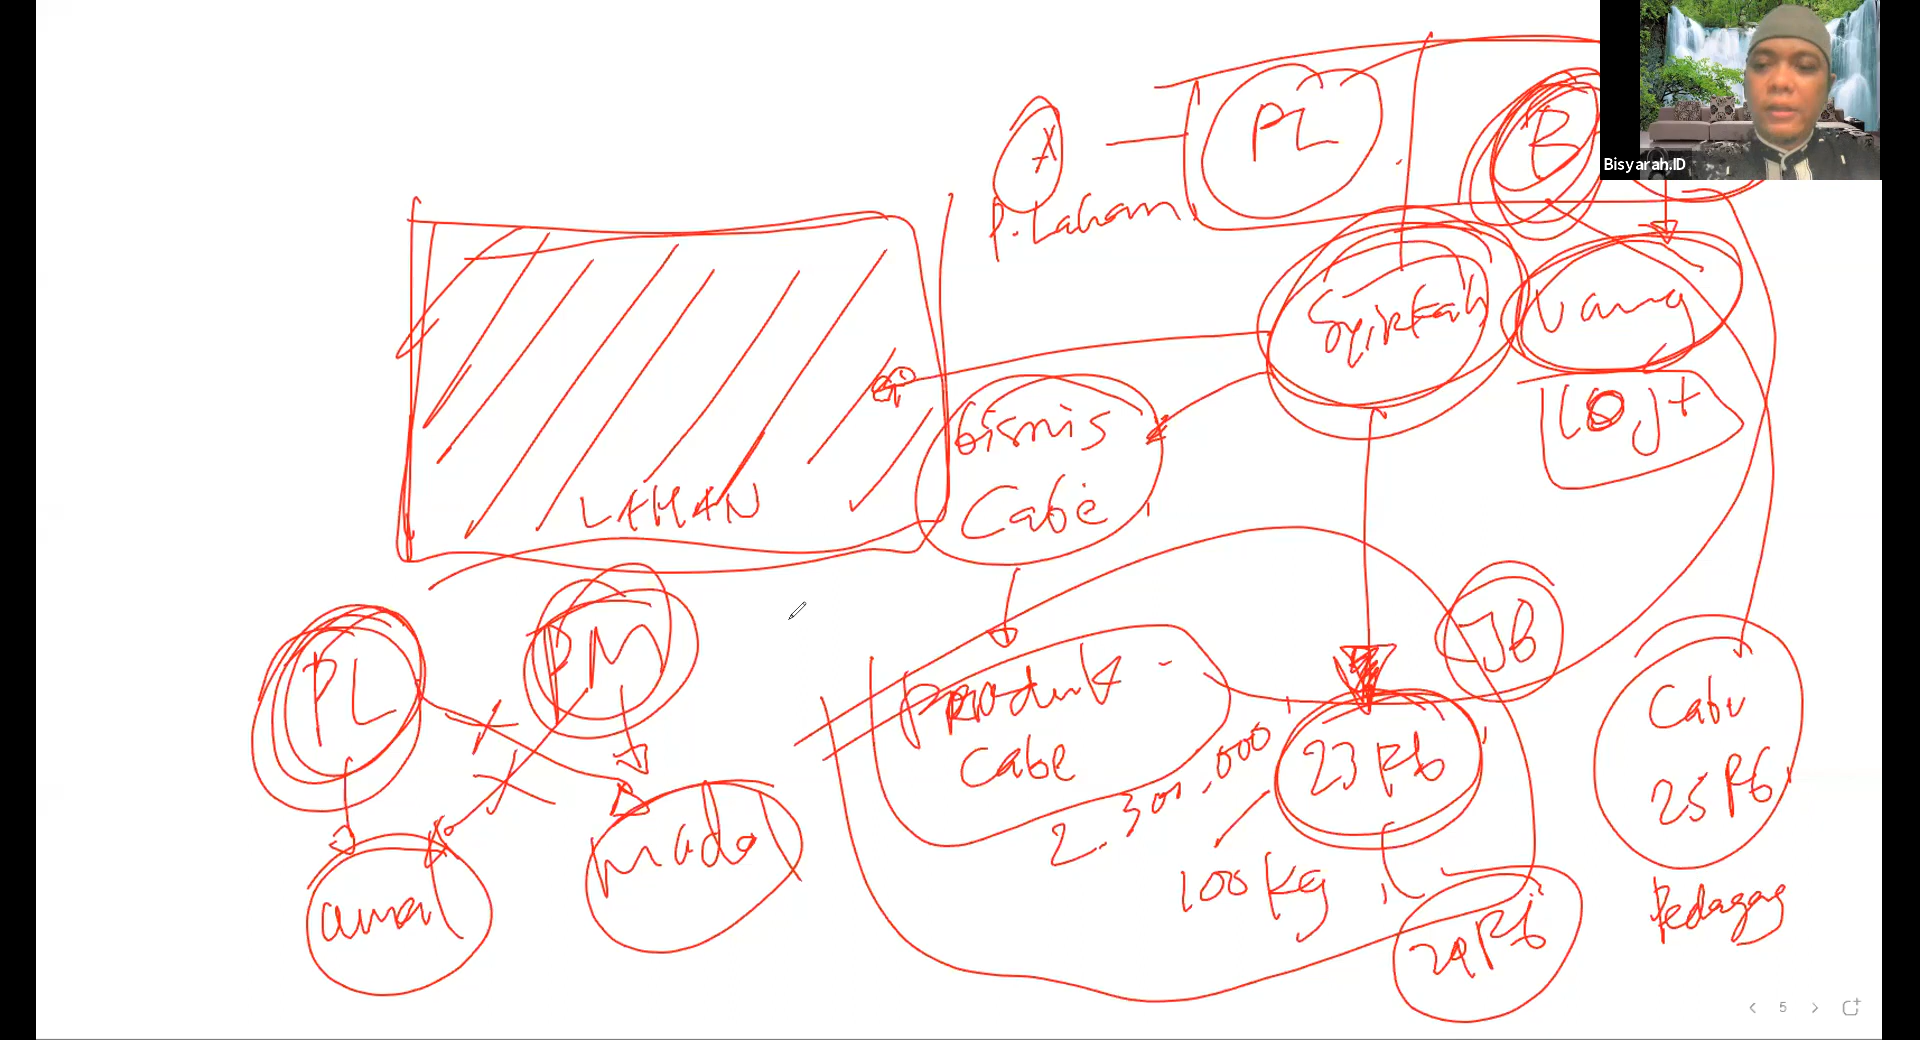 PL
B
Bisyarah.ID
A
P. Lahan
Syirkah
Uang
10 jt
LAHAN
bisnis
Cabe
PL
PM
amal
modal
produk
cabe
2.300.000
23 Rb
100 Kg
24 Rb
JB
Cabe
25 Rb
Pedagang
5